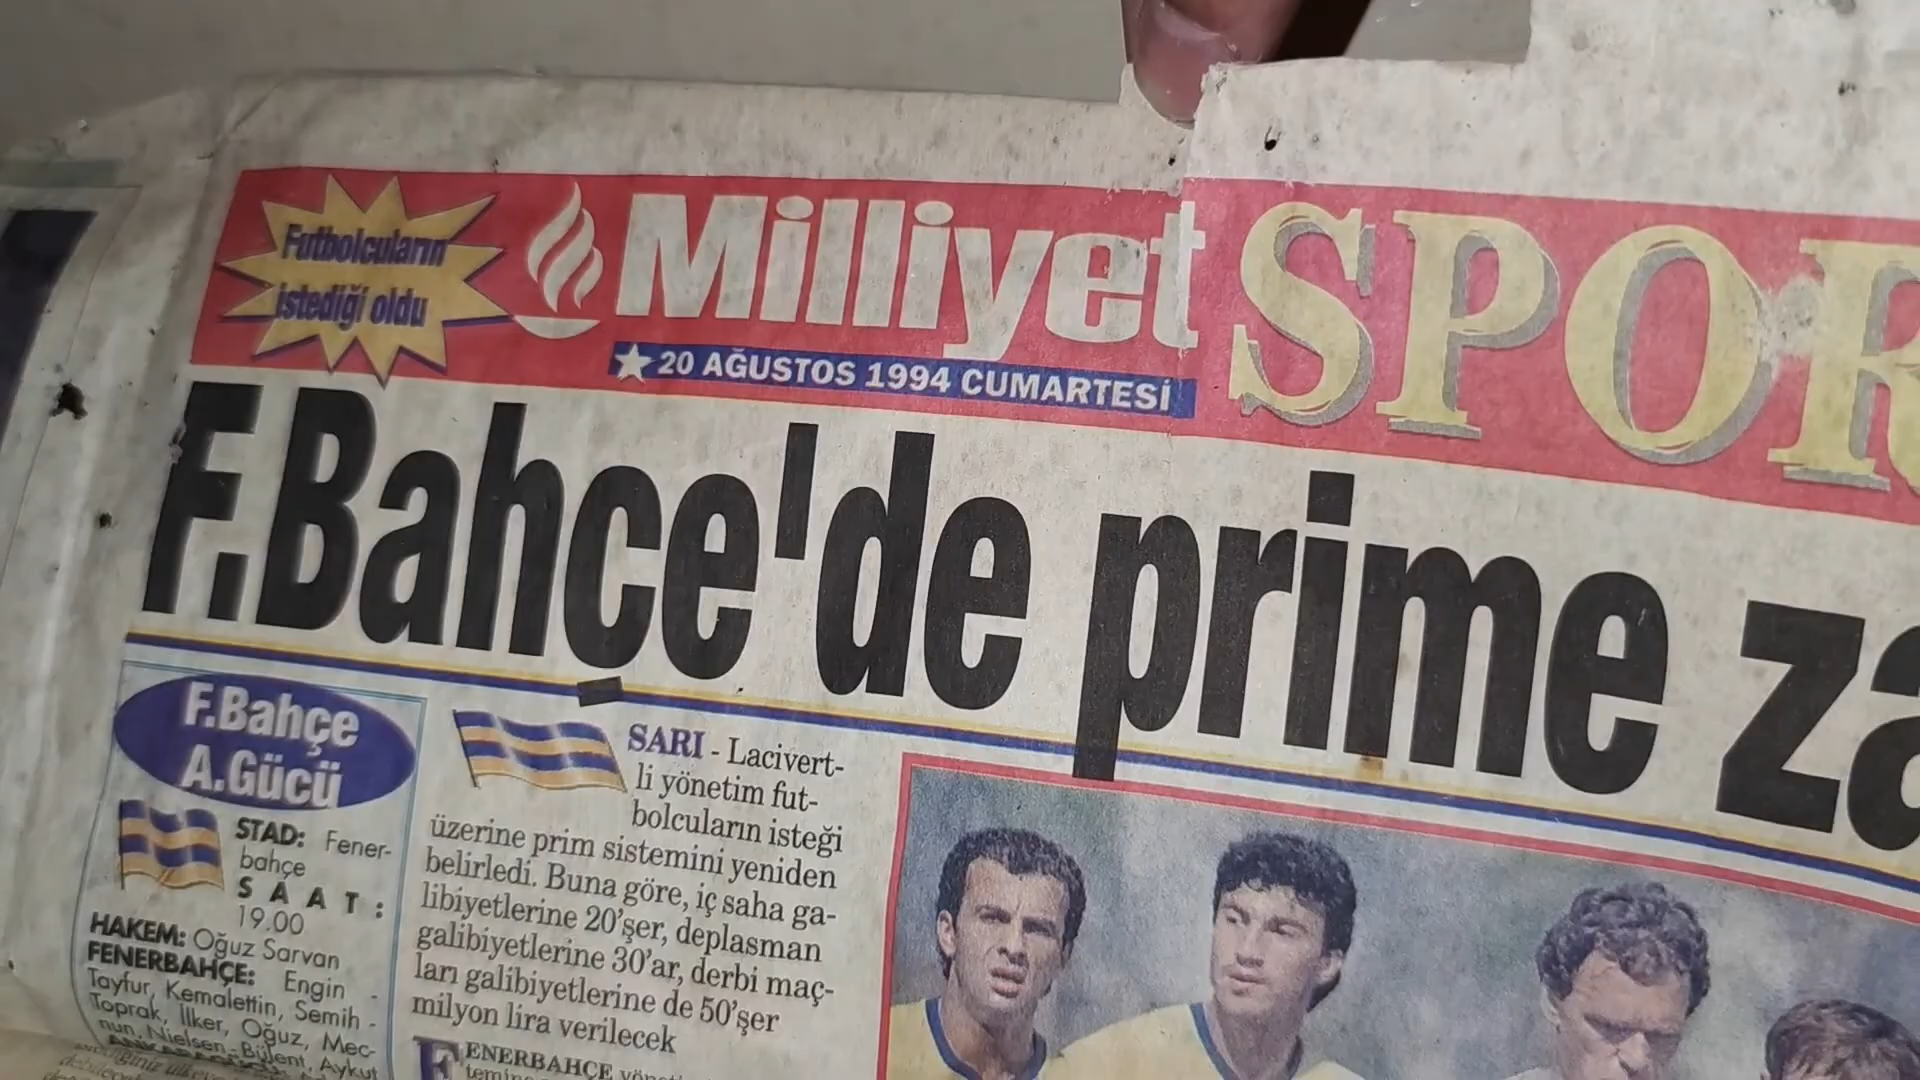 Futbolcuların
istediği oldu
Milliyet SPOR
20 AĞUSTOS 1994 CUMARTESİ
F.Bahçe'de prime za
F.Bahçe
A.Gücü
STAD: Fener-
bahçe
SAAT:
19.00
HAKEM: Oğuz Sarvan
FENERBAHÇE: Engin -
Tayfur, Kemalettin, Semih -
Toprak, İlker, Oğuz, Mec-
nun, Nielsen - Bülent, Aykut
SARI - Lacivert-
li yönetim fut-
bolcuların isteği
üzerine prim sistemini yeniden
belirledi. Buna göre, iç saha ga-
libiyetlerine 20'şer, deplasman
galibiyetlerine 30'ar, derbi maç-
ları galibiyetlerine de 50'şer
milyon lira verilecek
FENERBAHÇE